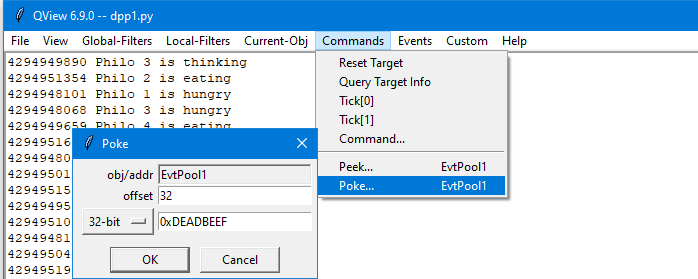 QView 6.9.0 -- dpp1.py
File View Global-Filters Local-Filters Current-Obj Commands Events Custom Help
4294949890 Philo 3 is thinking
4294951354 Philo 2 is eating
4294948101 Philo 1 is hungry
4294948068 Philo 3 is hungry
4294949659 Philo 4 is eating
42949516
42949480
42949501
42949515
42949495
42949510
42949481
42949504
42949519
Reset Target
Query Target Info
Tick[0]
Tick[1]
Command...
Peek... EvtPool1
Poke... EvtPool1
Poke
obj/addr EvtPool1
offset 32
32-bit 0xDEADBEEF
OK Cancel